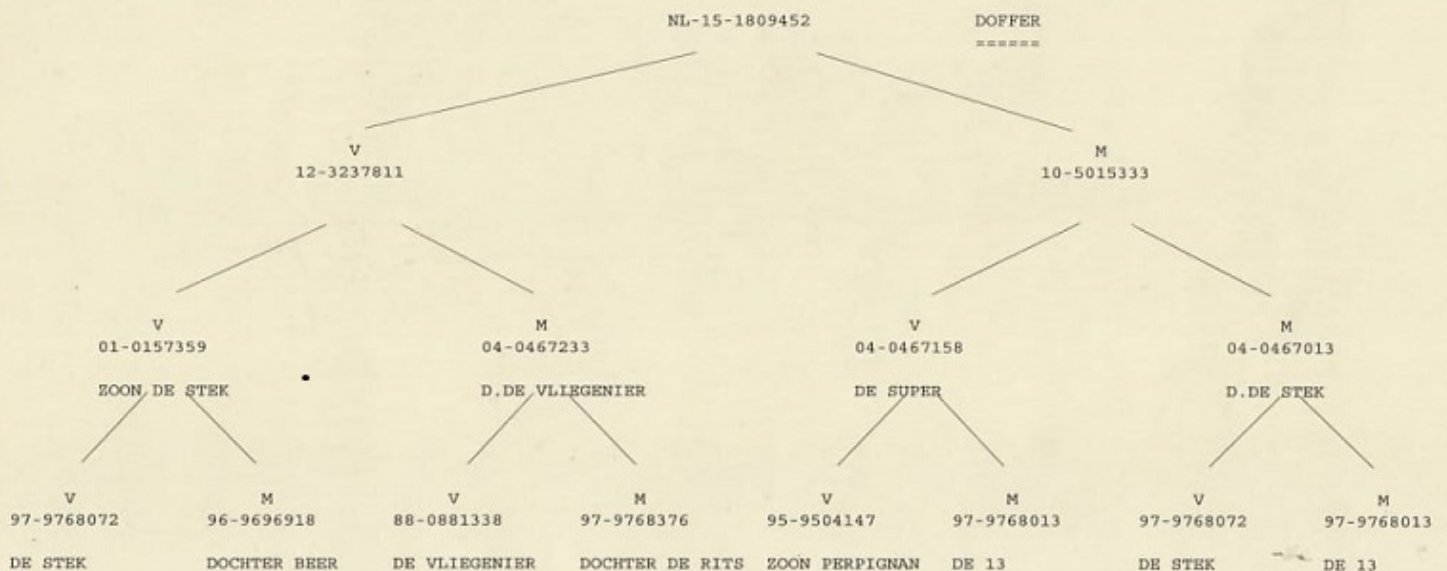 NL-15-1809452 DOFFER
======
V M
12-3237811 10-5015333
V M V M
01-0157359 04-0467233 04-0467158 04-0467013
ZOON DE STEK D.DE VLIEGENIER DE SUPER D.DE STEK
V M V M V M V M
97-9768072 96-9696918 88-0881338 97-9768376 95-9504147 97-9768013 97-9768072 97-9768013
DE STEK DOCHTER BEER DE VLIEGENIER DOCHTER DE RITS ZOON PERPIGNAN DE 13 DE STEK DE 13